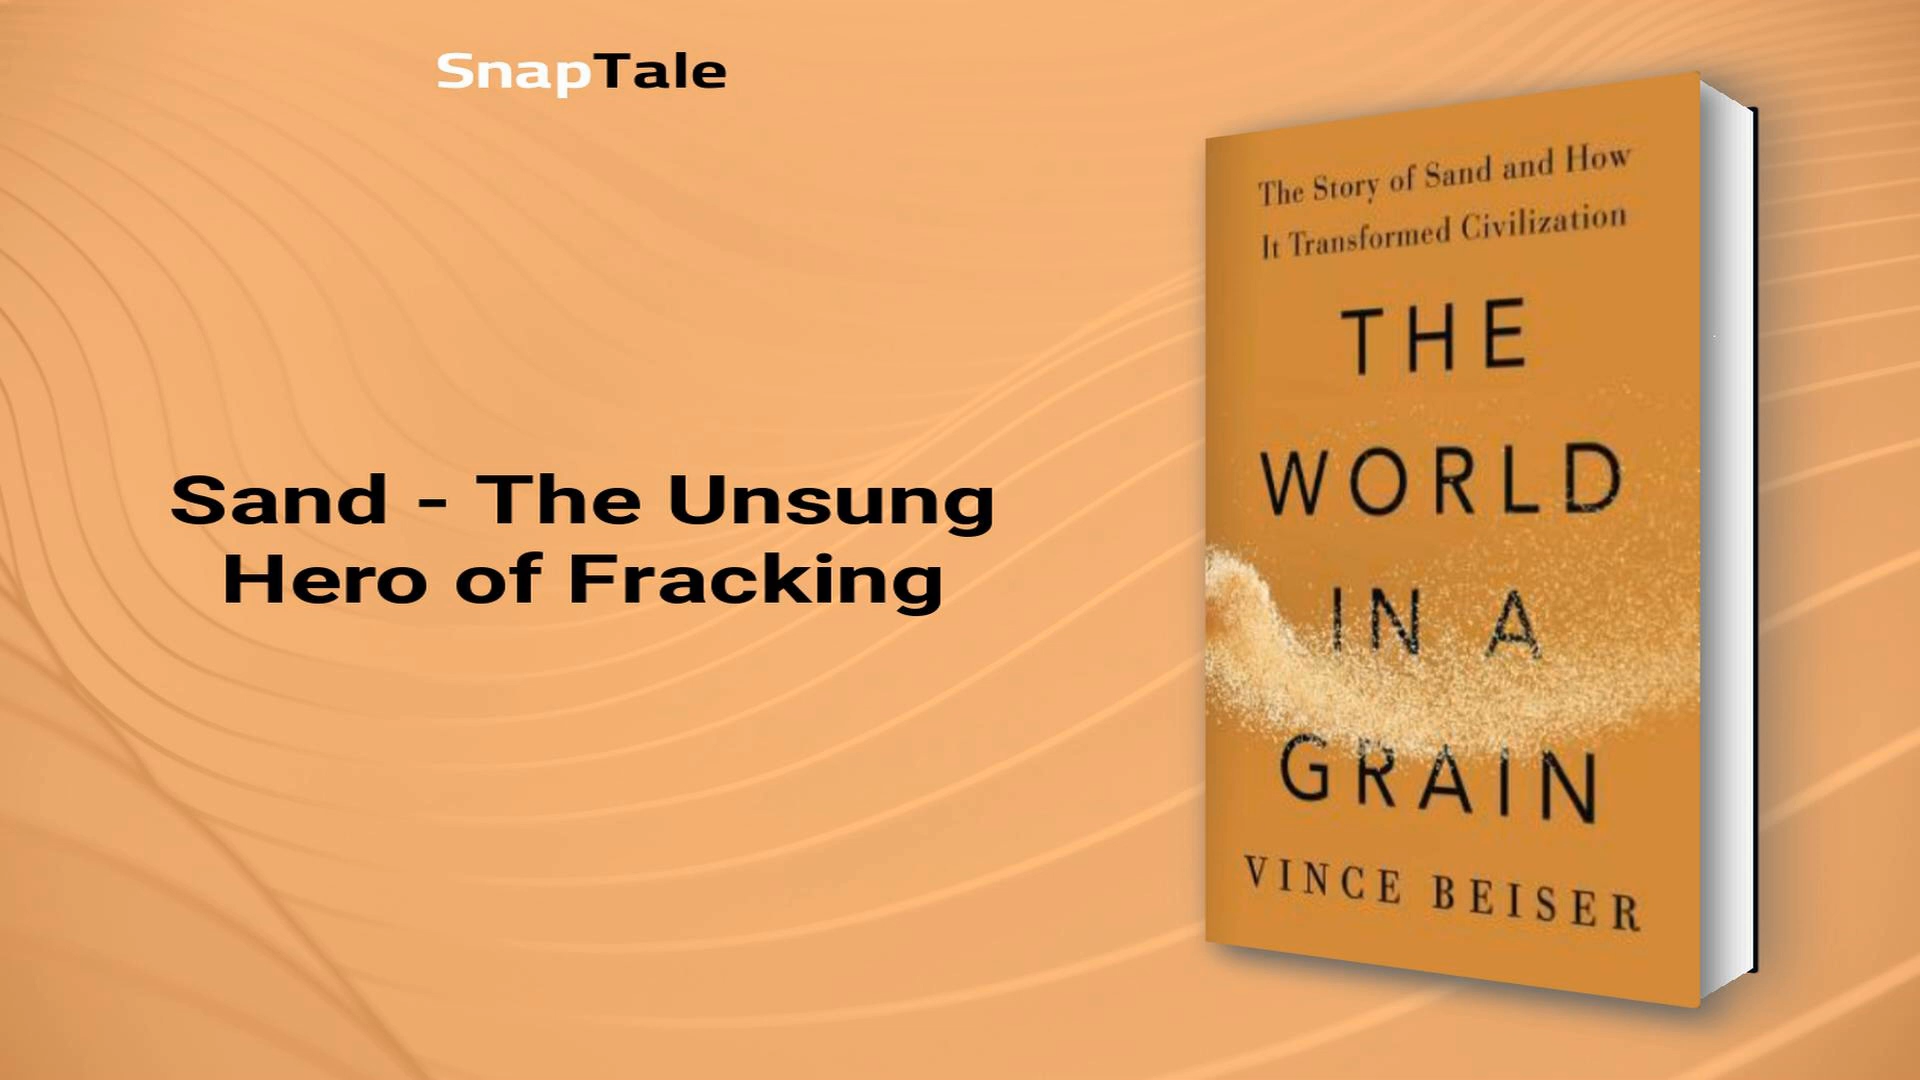 SnapTale
Sand - The Unsung
Hero of Fracking
The Story of Sand and How
It Transformed Civilization
THE
WORLD
IN A
GRAIN
VINCE BEISER